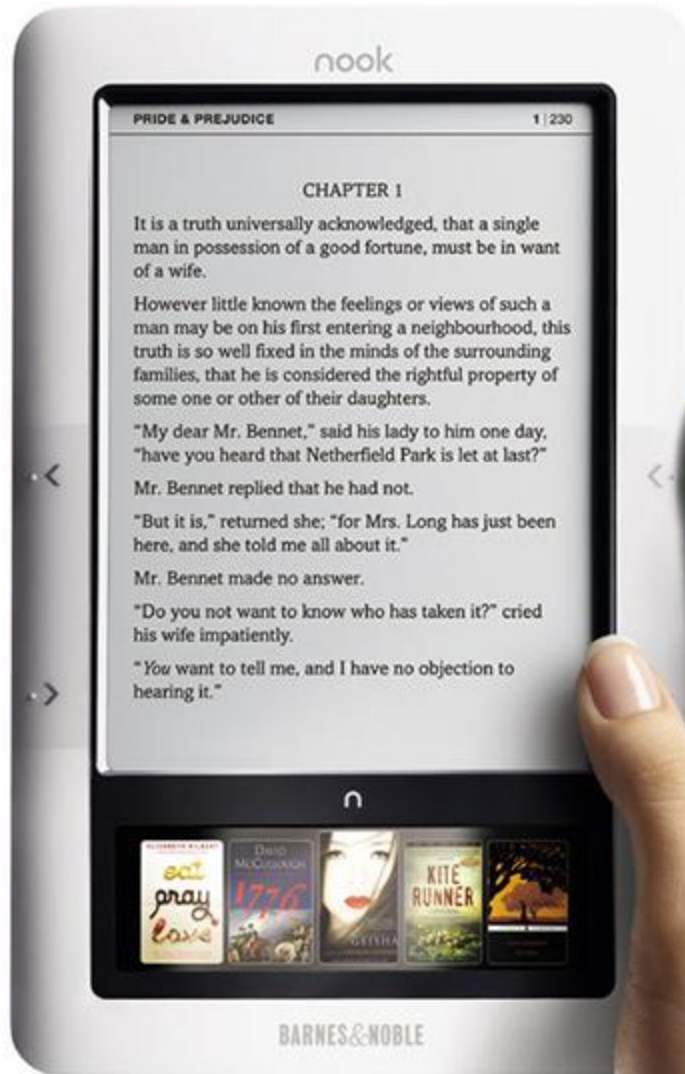 nook
PRIDE & PREJUDICE 1|230
CHAPTER 1
It is a truth universally acknowledged, that a single
man in possession of a good fortune, must be in want
of a wife.
However little known the feelings or views of such a
man may be on his first entering a neighbourhood, this
truth is so well fixed in the minds of the surrounding
families, that he is considered the rightful property of
some one or other of their daughters.
“My dear Mr. Bennet,” said his lady to him one day,
“have you heard that Netherfield Park is let at last?”
Mr. Bennet replied that he had not.
“But it is,” returned she; “for Mrs. Long has just been
here, and she told me all about it.”
Mr. Bennet made no answer.
“Do you not want to know who has taken it?” cried
his wife impatiently.
“You want to tell me, and I have no objection to
hearing it.”
n
ELIZABETH GILBERT
eat
pray
love
DAVID
McCULLOUGH
1776
GEISHA
KITE
RUNNER
BARNES&NOBLE